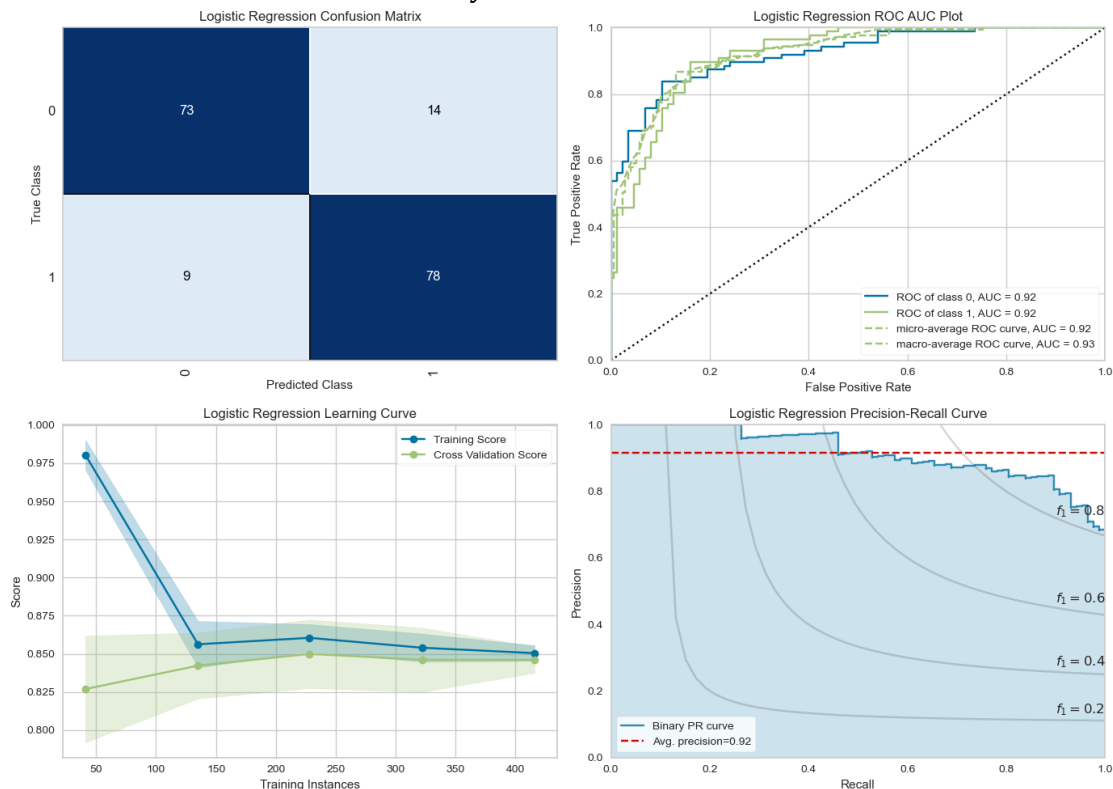 Logistic Regression Confusion Matrix
True Class
0
73
14
1
9
78
0
1
Predicted Class
Logistic Regression ROC AUC Plot
True Positive Rate
1.0
0.8
0.6
0.4
0.2
0.0
ROC of class 0, AUC = 0.92
ROC of class 1, AUC = 0.92
micro-average ROC curve, AUC = 0.92
macro-average ROC curve, AUC = 0.93
0.0
0.2
0.4
0.6
0.8
1.0
False Positive Rate
Logistic Regression Learning Curve
Score
1.000
0.975
0.950
0.925
0.900
0.875
0.850
0.825
0.800
Training Score
Cross Validation Score
50
100
150
200
250
300
350
400
Training Instances
Logistic Regression Precision-Recall Curve
Precision
1.0
0.8
0.6
0.4
0.2
0.0
f₁ = 0.8
f₁ = 0.6
f₁ = 0.4
f₁ = 0.2
Binary PR curve
Avg. precision=0.92
0.0
0.2
0.4
0.6
0.8
1.0
Recall